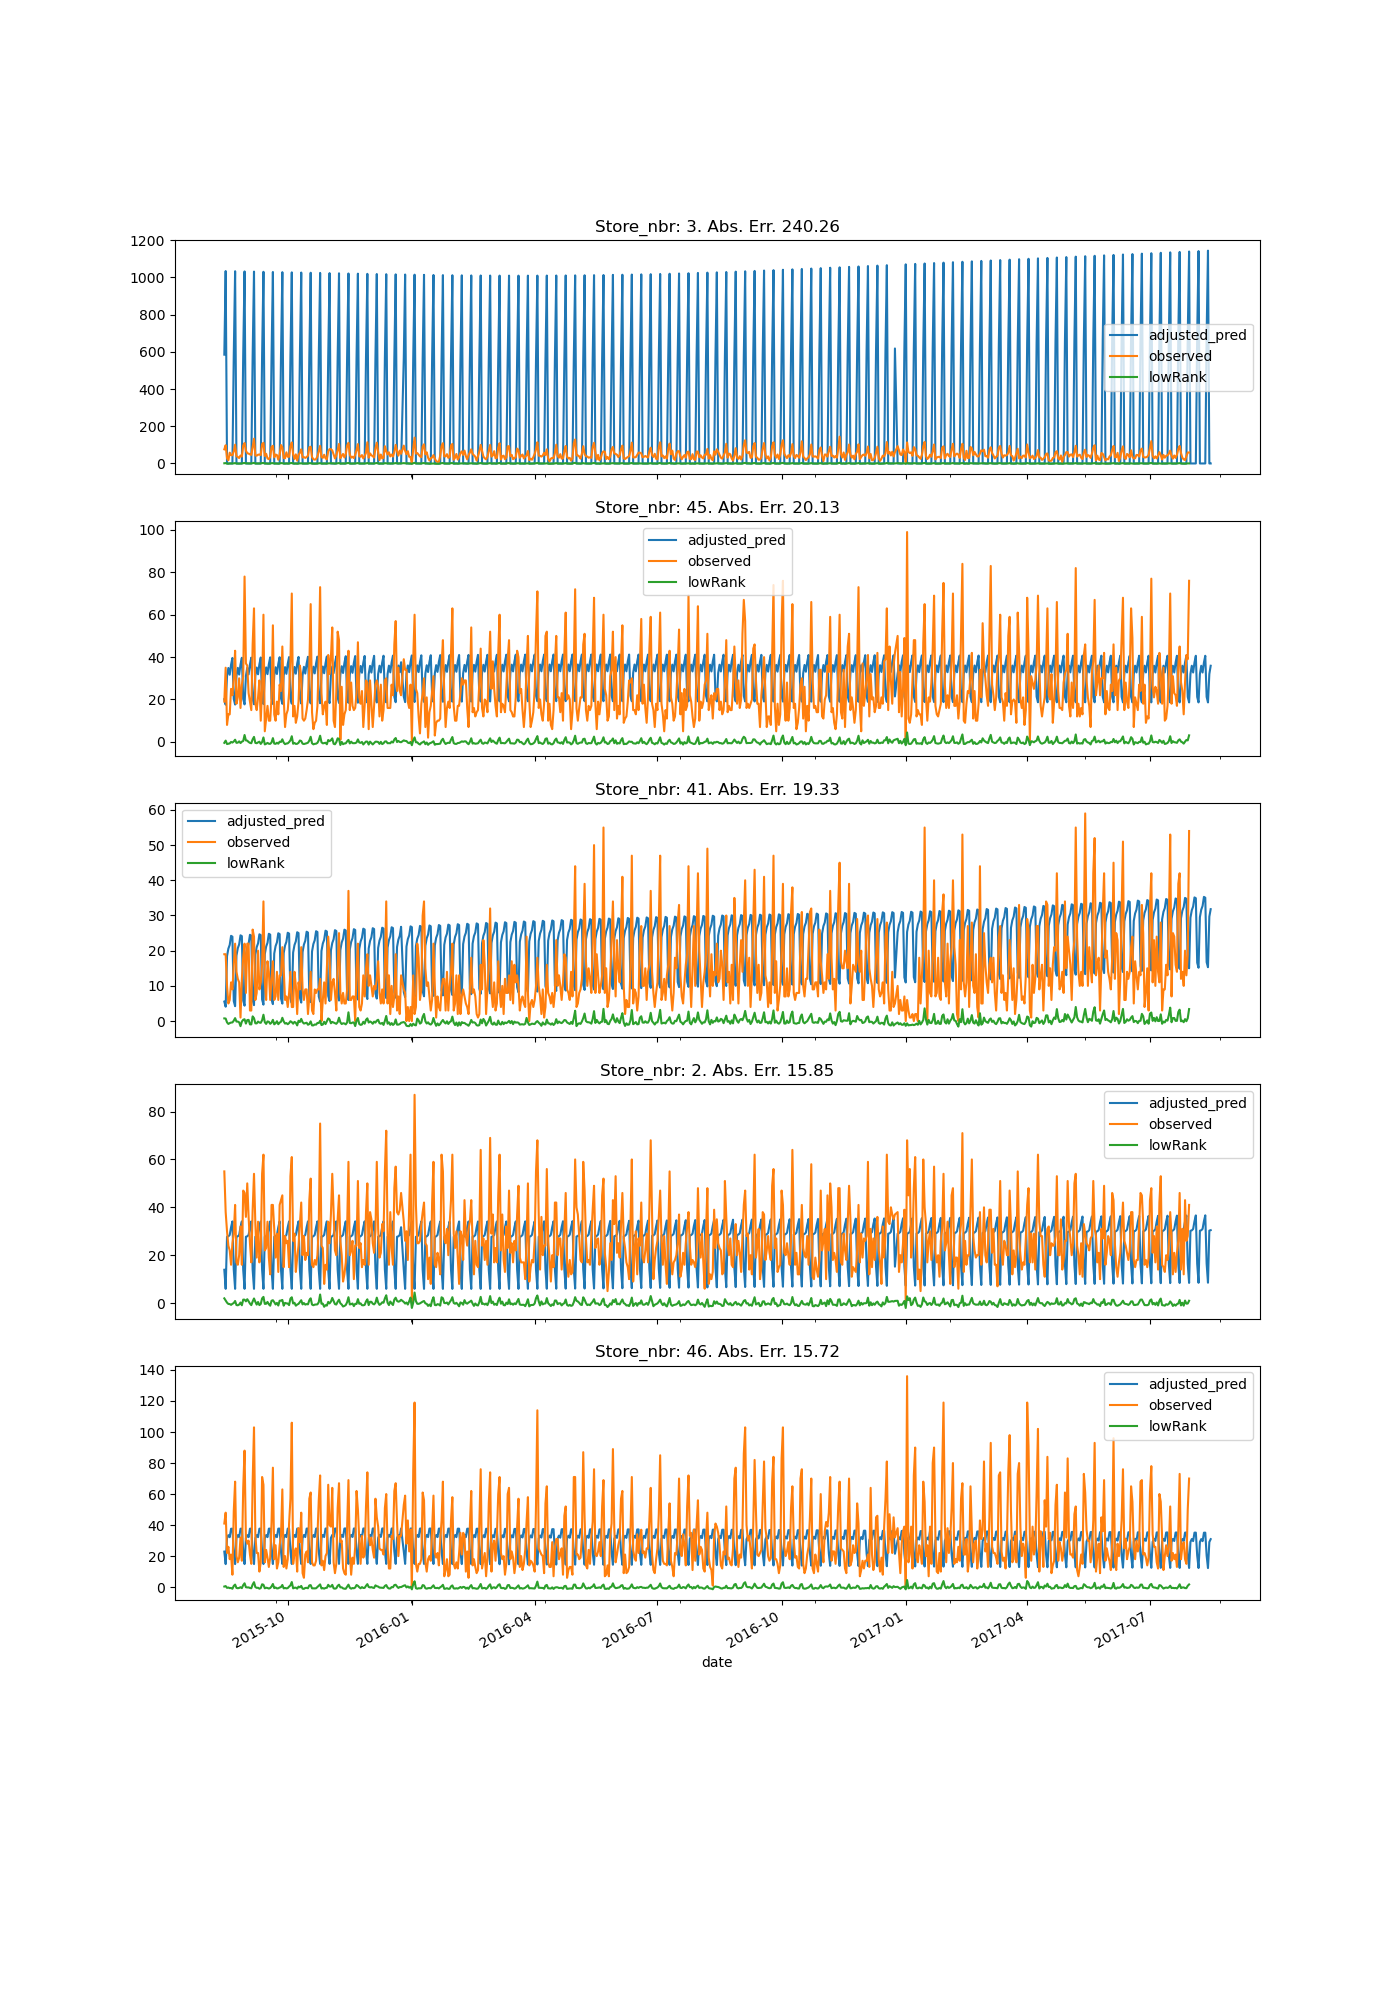 Store_nbr: 3. Abs. Err. 240.26
1200
1000
800
600
400
200
0
adjusted_pred
observed
lowRank
Store_nbr: 45. Abs. Err. 20.13
100
80
60
40
20
0
adjusted_pred
observed
lowRank
Store_nbr: 41. Abs. Err. 19.33
60
50
40
30
20
10
0
adjusted_pred
observed
lowRank
Store_nbr: 2. Abs. Err. 15.85
80
60
40
20
0
adjusted_pred
observed
lowRank
Store_nbr: 46. Abs. Err. 15.72
140
120
100
80
60
40
20
0
adjusted_pred
observed
lowRank
2015-10
2016-01
2016-04
2016-07
2016-10
2017-01
2017-04
2017-07
date